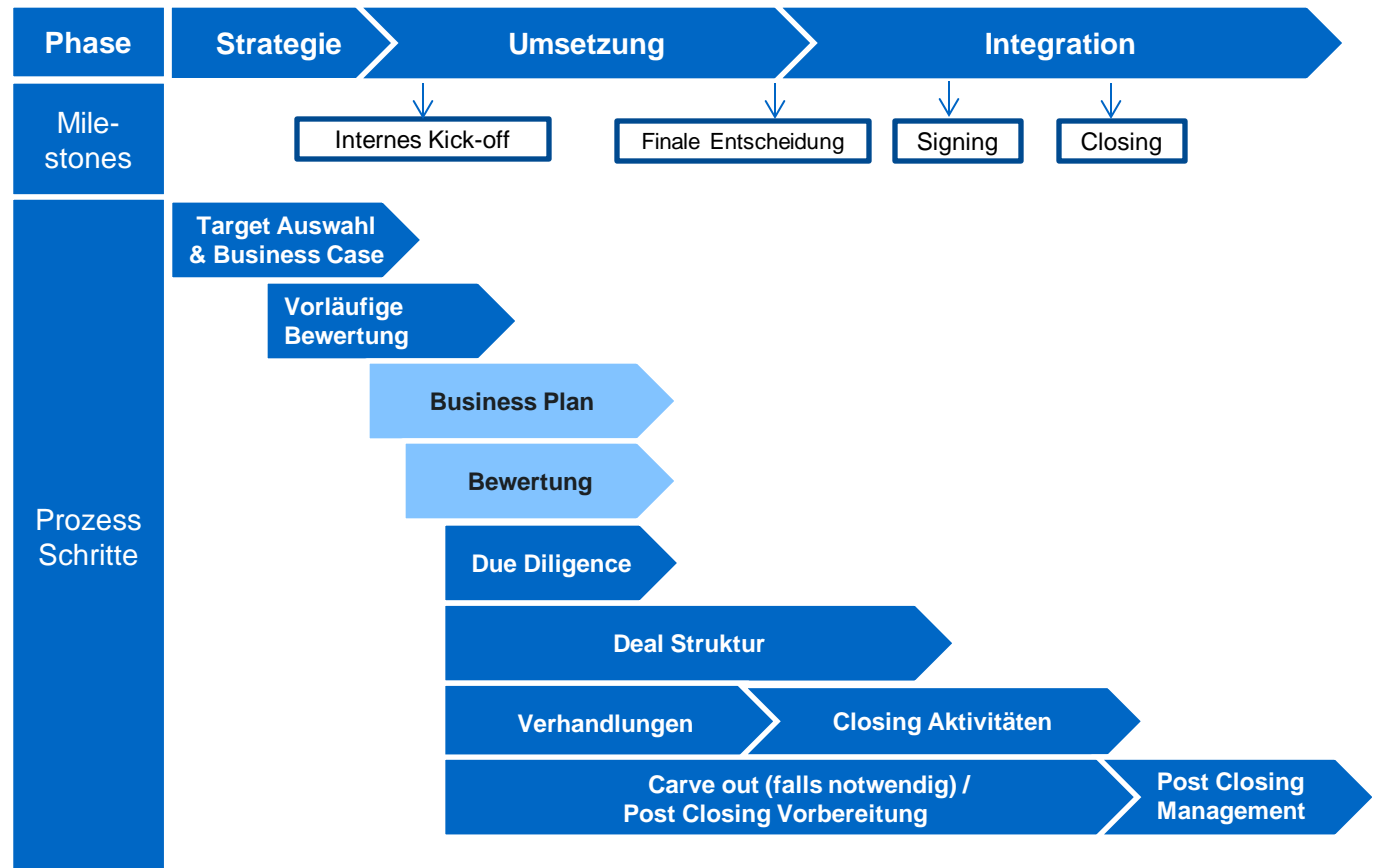 Phase
Strategie
Umsetzung
Integration
Mile-
stones
Internes Kick-off
Finale Entscheidung
Signing
Closing
Prozess
Schritte
Target Auswahl
& Business Case
Vorläufige
Bewertung
Business Plan
Bewertung
Due Diligence
Deal Struktur
Verhandlungen
Closing Aktivitäten
Carve out (falls notwendig) /
Post Closing Vorbereitung
Post Closing
Management